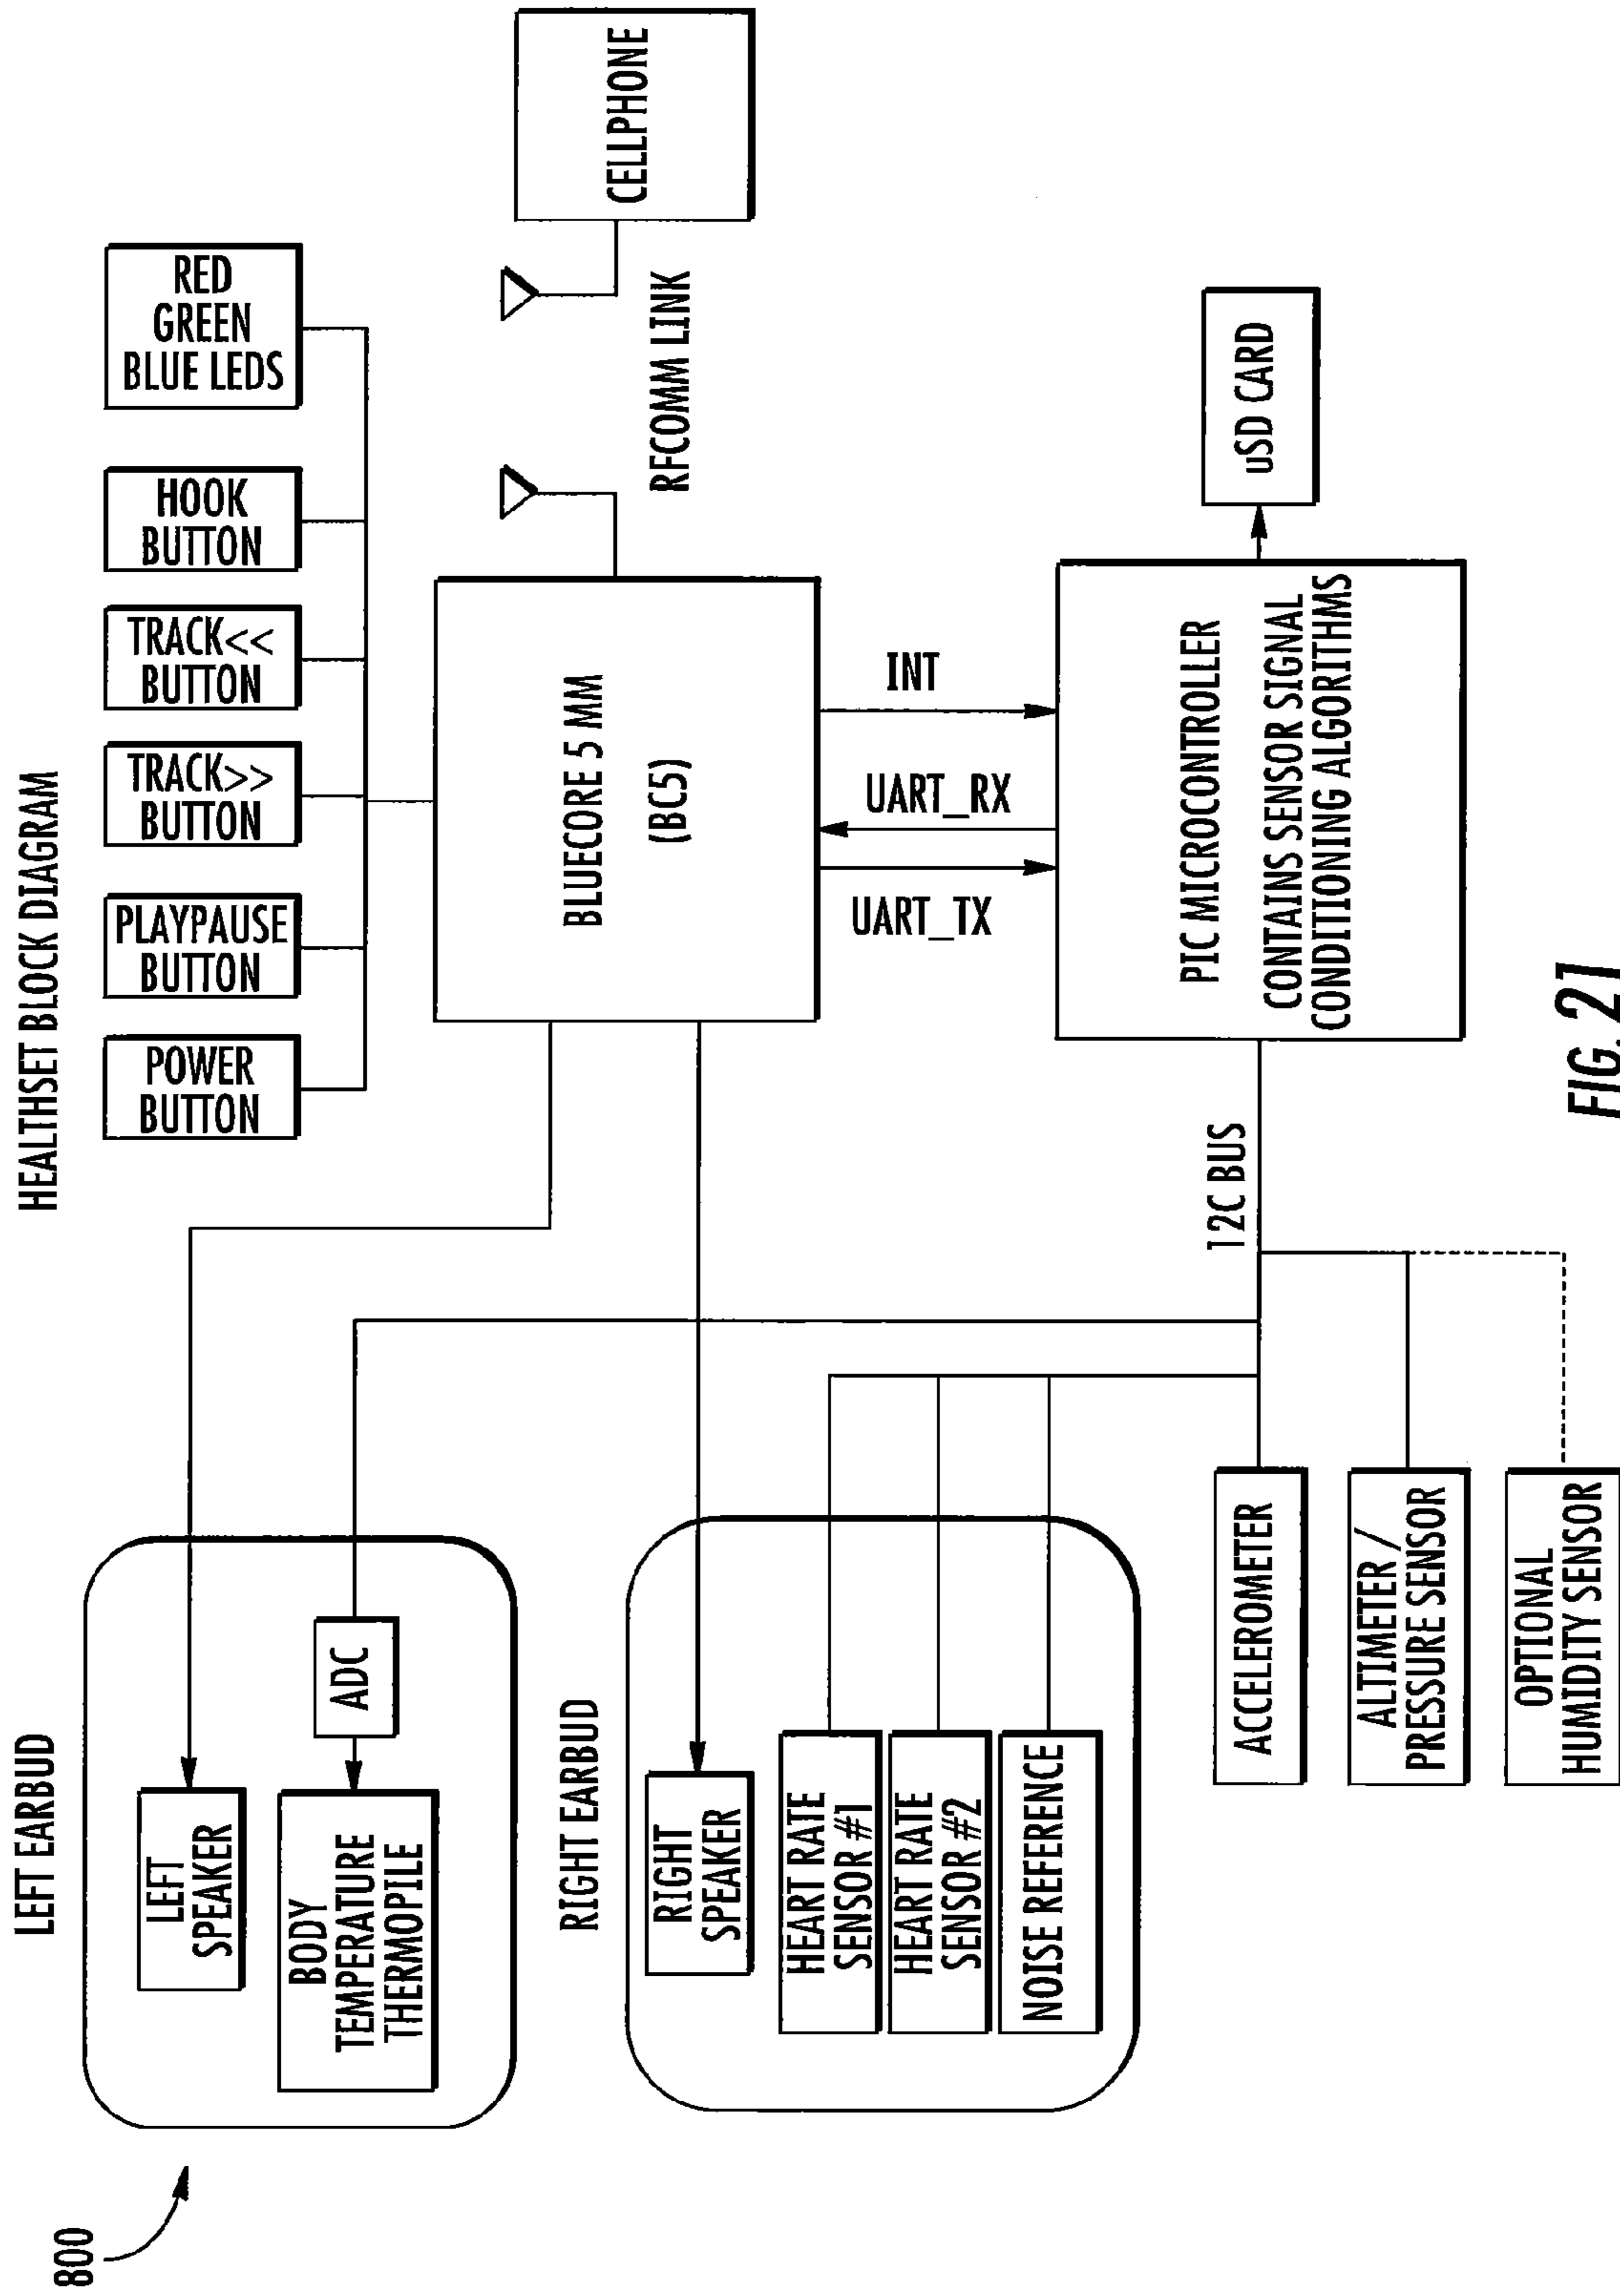 HEALTHSET BLOCK DIAGRAM
800
LEFT EARBUD
LEFT
SPEAKER
BODY
TEMPERATURE
THERMOPILE
ADC
POWER
BUTTON
PLAYPAUSE
BUTTON
TRACK>>
BUTTON
TRACK<<
BUTTON
HOOK
BUTTON
RED
GREEN
BLUE LEDS
BLUECORE 5 MM
(BC5)
CELLPHONE
RFCOMM LINK
RIGHT EARBUD
RIGHT
SPEAKER
HEART RATE
SENSOR #1
HEART RATE
SENSOR #2
NOISE REFERENCE
UART_TX
UART_RX
INT
I2C BUS
PIC MICROCONTROLLER
CONTAINS SENSOR SIGNAL
CONDITIONING ALGORITHMS
uSD CARD
ACCELEROMETER
ALTIMETER /
PRESSURE SENSOR
OPTIONAL
HUMIDITY SENSOR
FIG. 21